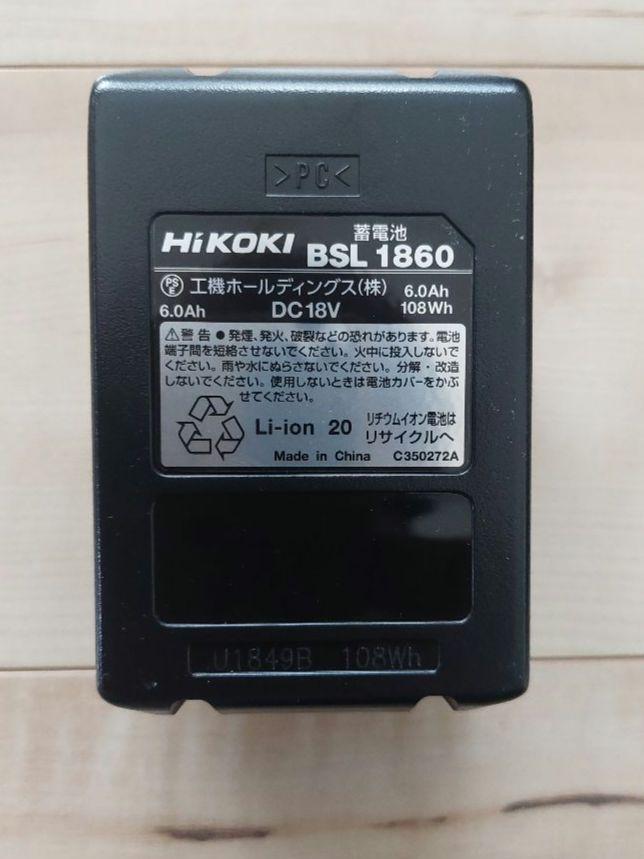 >PC<
HiKOKI
蓄電池
BSL 1860
PS E 工機ホールディングス(株) 6.0Ah
6.0Ah DC18V 108Wh
⚠警告 ● 発煙、発火、破裂などの恐れがあります。電池
端子間を短絡させないでください。火中に投入しないで
ください。雨や水にぬらさないでください。分解・改造
しないでください。使用しないときは電池カバーをかぶ
せてください。
Li-ion 20
リチウムイオン電池は
リサイクルへ
Made in China C350272A
U1849B 108Wh